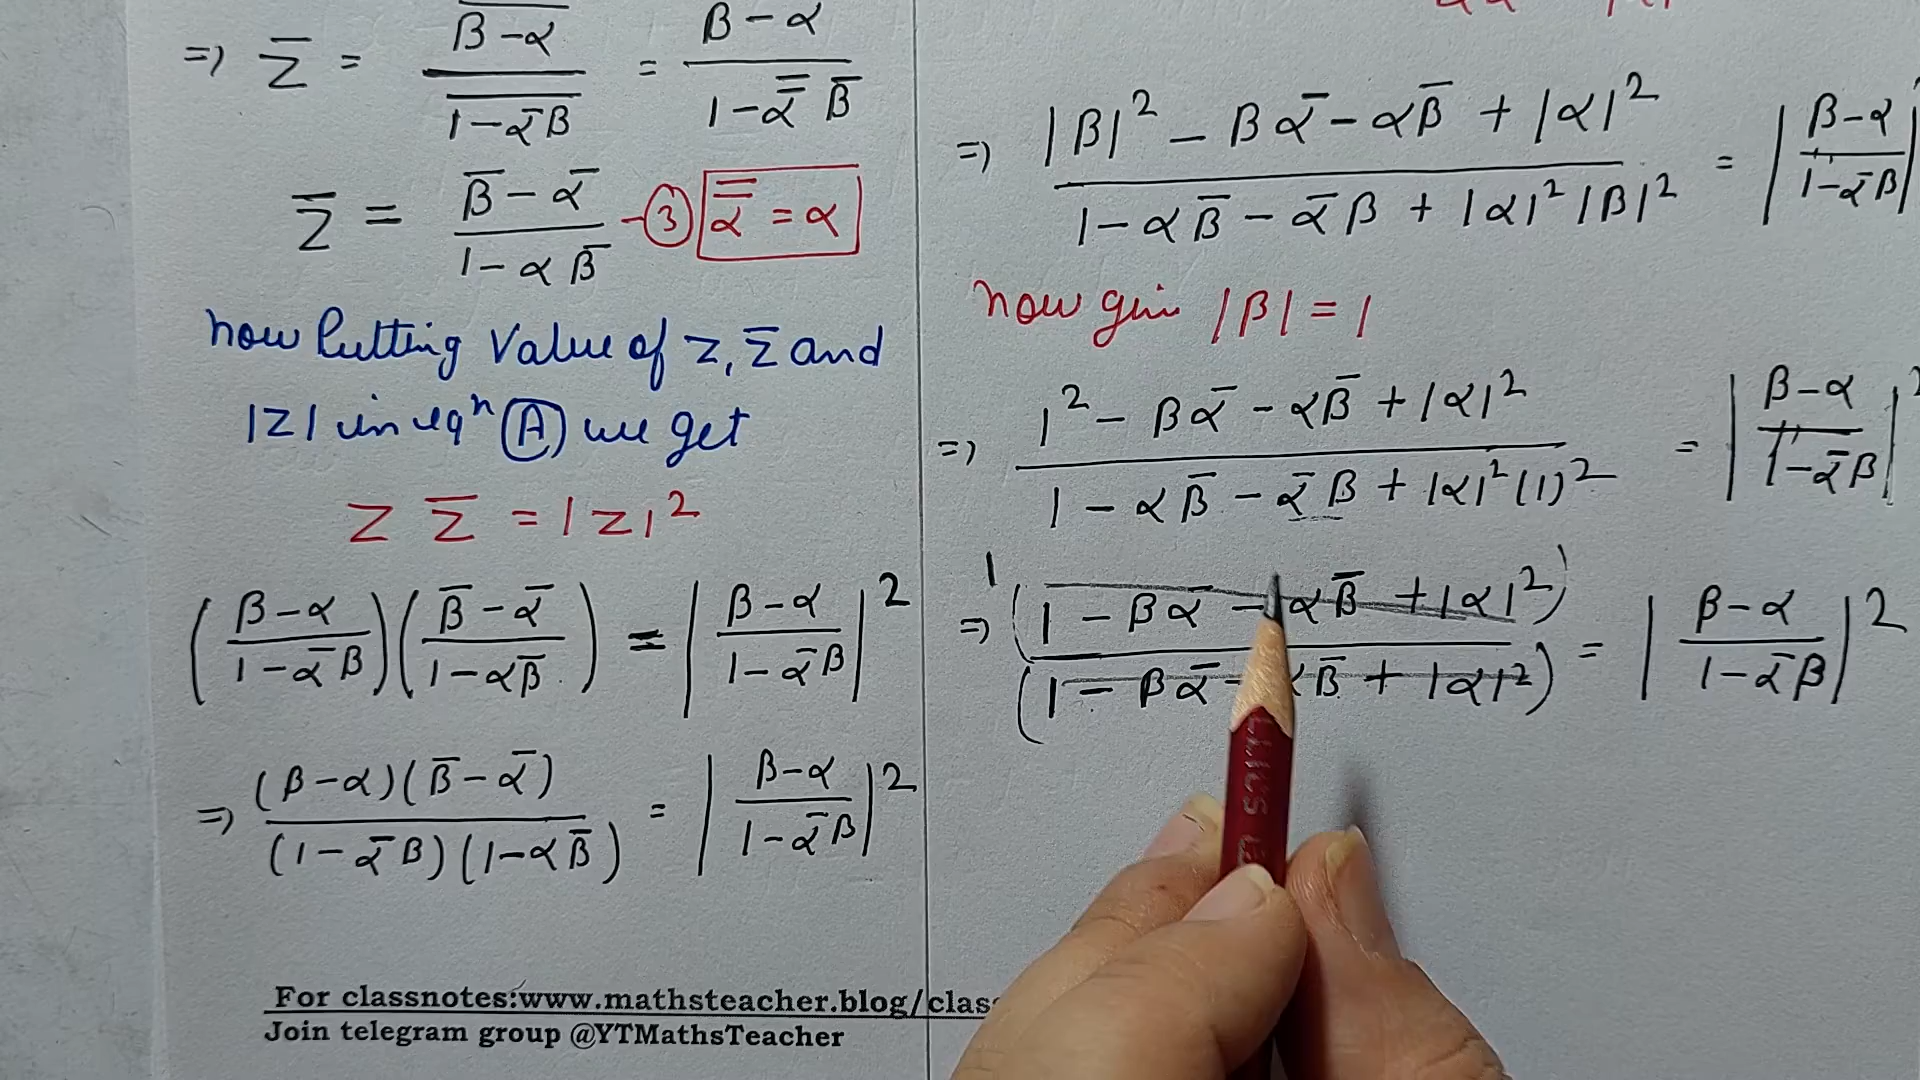 => z̄ = (β-α)‾ / (1-ᾱβ)‾ = β̄-ᾱ / 1-α̿ β̄
z̄ = β̄-ᾱ / 1-αβ̄ -③ α̿ = α
now Putting Value of z, z̄ and
|z| in eqⁿ Ⓐ we get
z z̄ = |z|²
(β-α / 1-ᾱβ)(β̄-ᾱ / 1-αβ̄) = |β-α / 1-ᾱβ|²
=> (β-α)(β̄-ᾱ) / (1-ᾱβ)(1-αβ̄) = |β-α / 1-ᾱβ|²
=> |β|² - βᾱ - αβ̄ + |α|² / 1-αβ̄ - ᾱβ + |α|²|β|² = |β-α / 1-ᾱβ|
now |β| = 1
=> 1² - βᾱ - αβ̄ + |α|² / 1 - αβ̄ - ᾱβ + |α|²(1)² = |β-α / 1-ᾱβ|²
1
=> (1 - βᾱ - αβ̄ + |α|²) / (1 - βᾱ - αβ̄ + |α|²) = |β-α / 1-ᾱβ|²
For classnotes:www.mathsteacher.blog/clas
Join telegram group @YTMathsTeacher